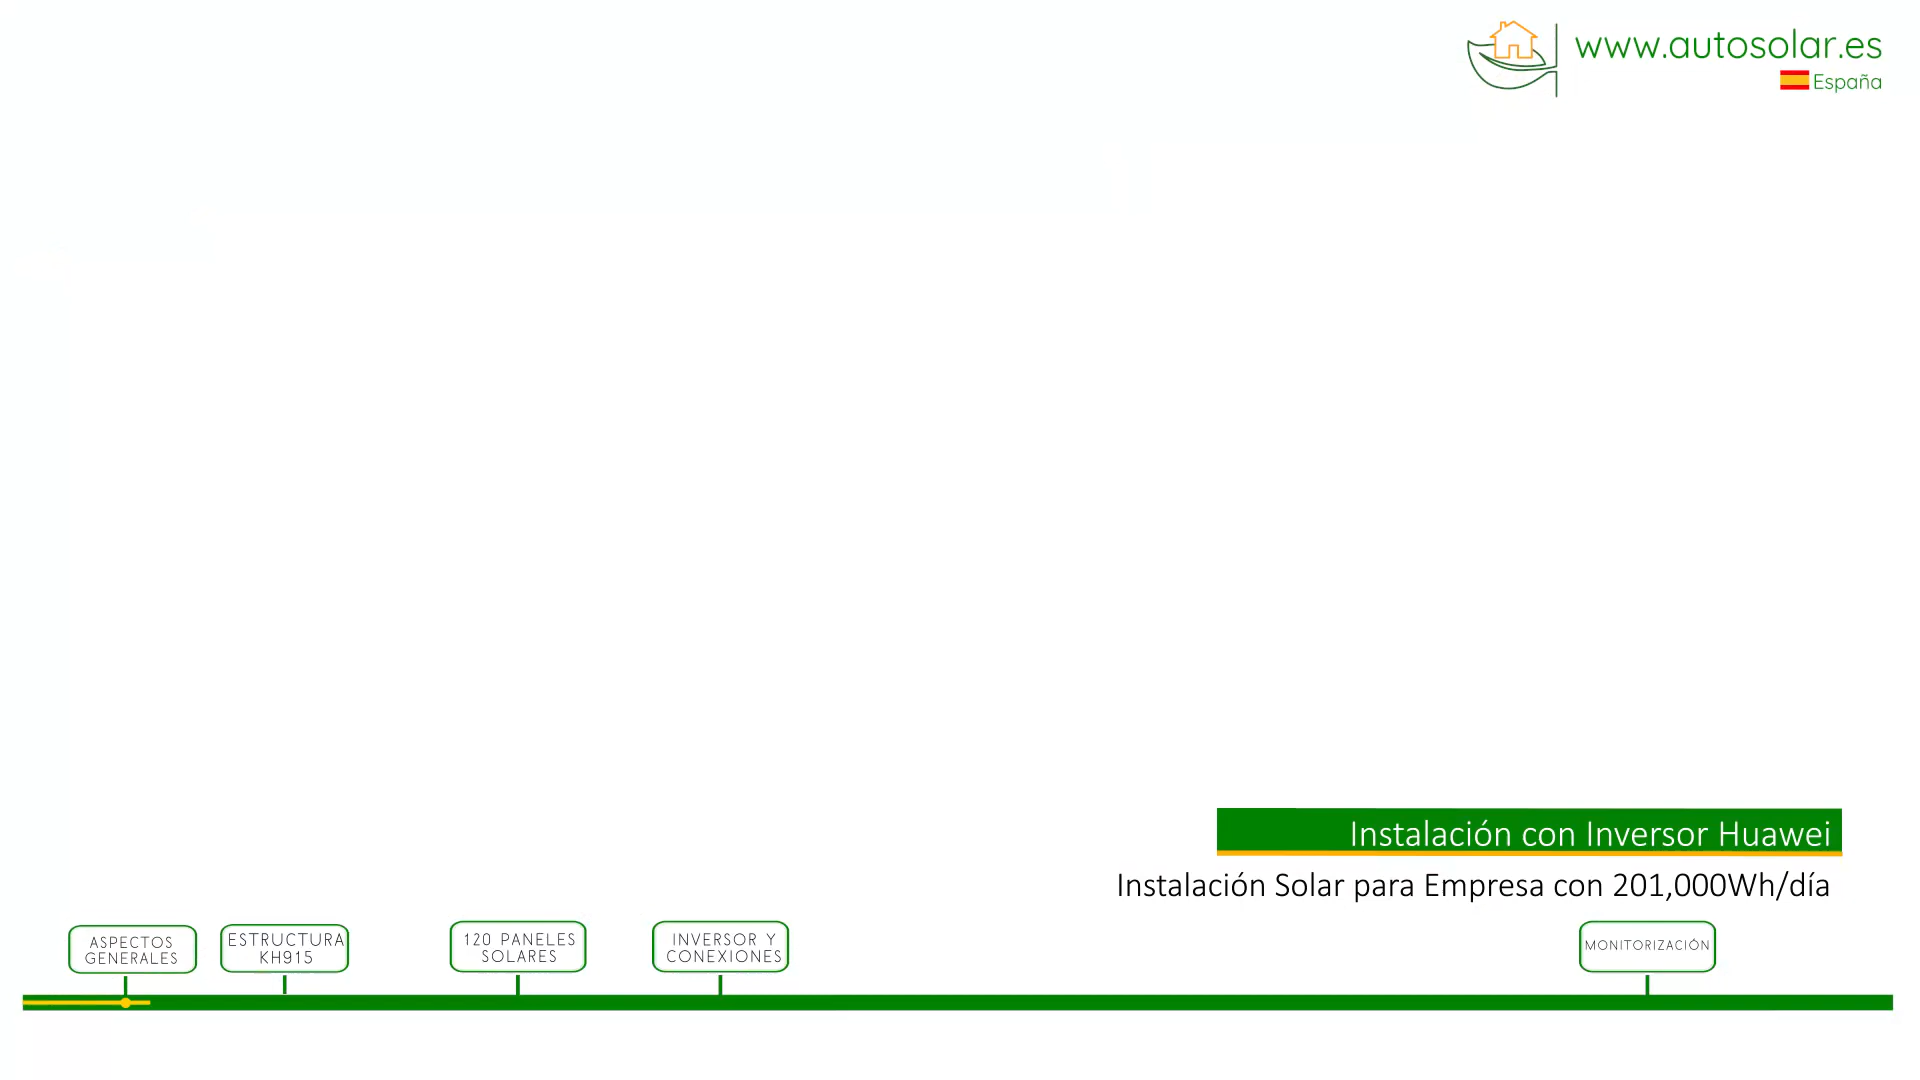 www.autosolar.es
España
Instalación con Inversor Huawei
Instalación Solar para Empresa con 201,000Wh/día
ASPECTOS
GENERALES
ESTRUCTURA
KH915
120 PANELES
SOLARES
INVERSOR Y
CONEXIONES
MONITORIZACIÓN